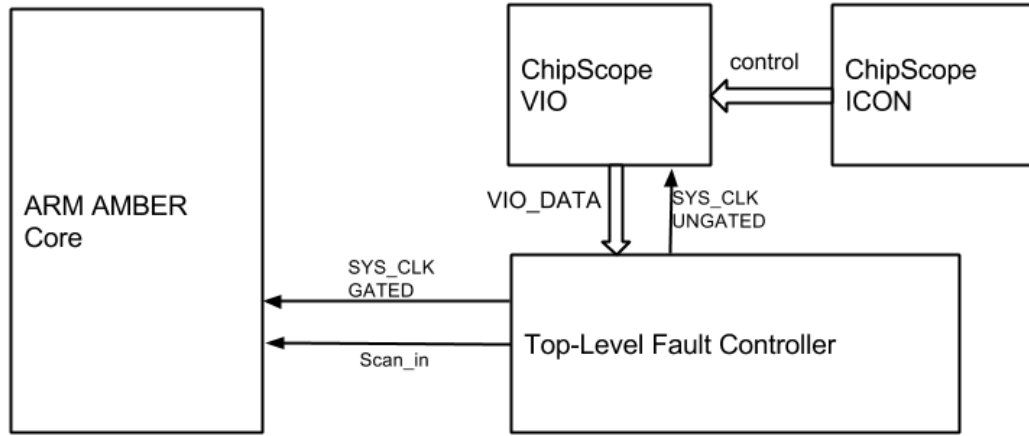 ChipScope
VIO
control
ChipScope
ICON
ARM AMBER
Core
VIO_DATA
SYS_CLK
UNGATED
SYS_CLK
GATED
Scan_in
Top-Level Fault Controller